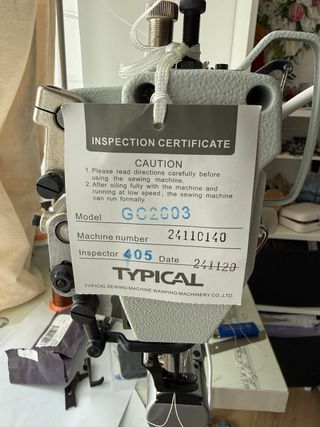 INSPECTION CERTIFICATE
CAUTION
1. Please read directions carefully before
using the sewing machine.
2. After oiling fully with the machine and
running at low speed, the sewing machine
can run formally.
Model GC2603
Machine number 24110140
Inspector 405 Date 241120
TYPICAL
TYPICAL SEWING MACHINE WANPING MACHINERY CO.,LTD.